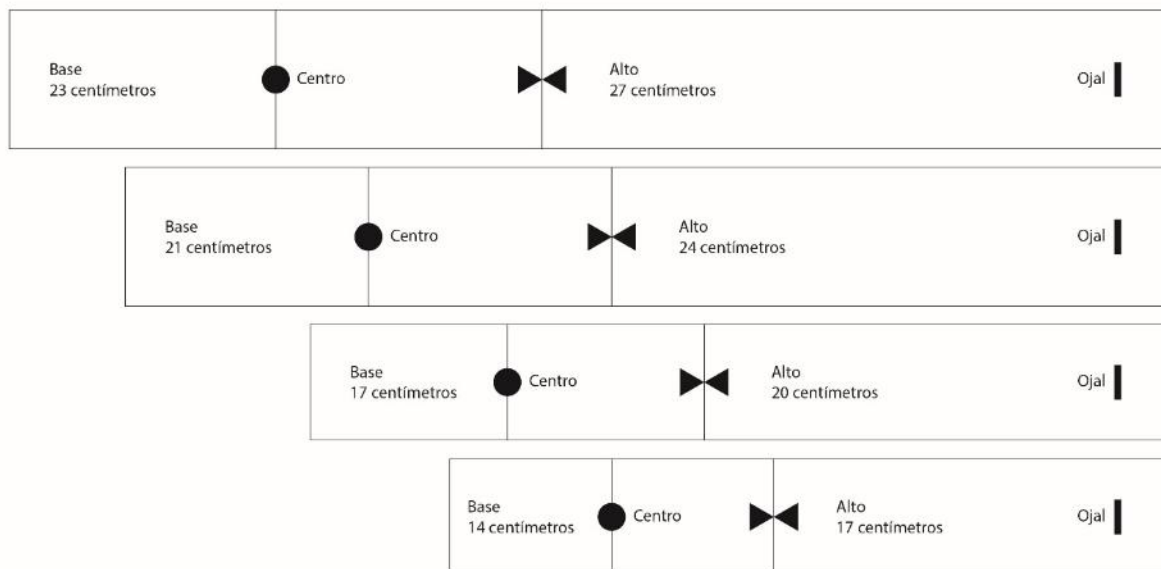 Base
23 centímetros
Centro
Alto
27 centímetros
Ojal
Base
21 centímetros
Centro
Alto
24 centímetros
Ojal
Base
17 centímetros
Centro
Alto
20 centímetros
Ojal
Base
14 centímetros
Centro
Alto
17 centímetros
Ojal